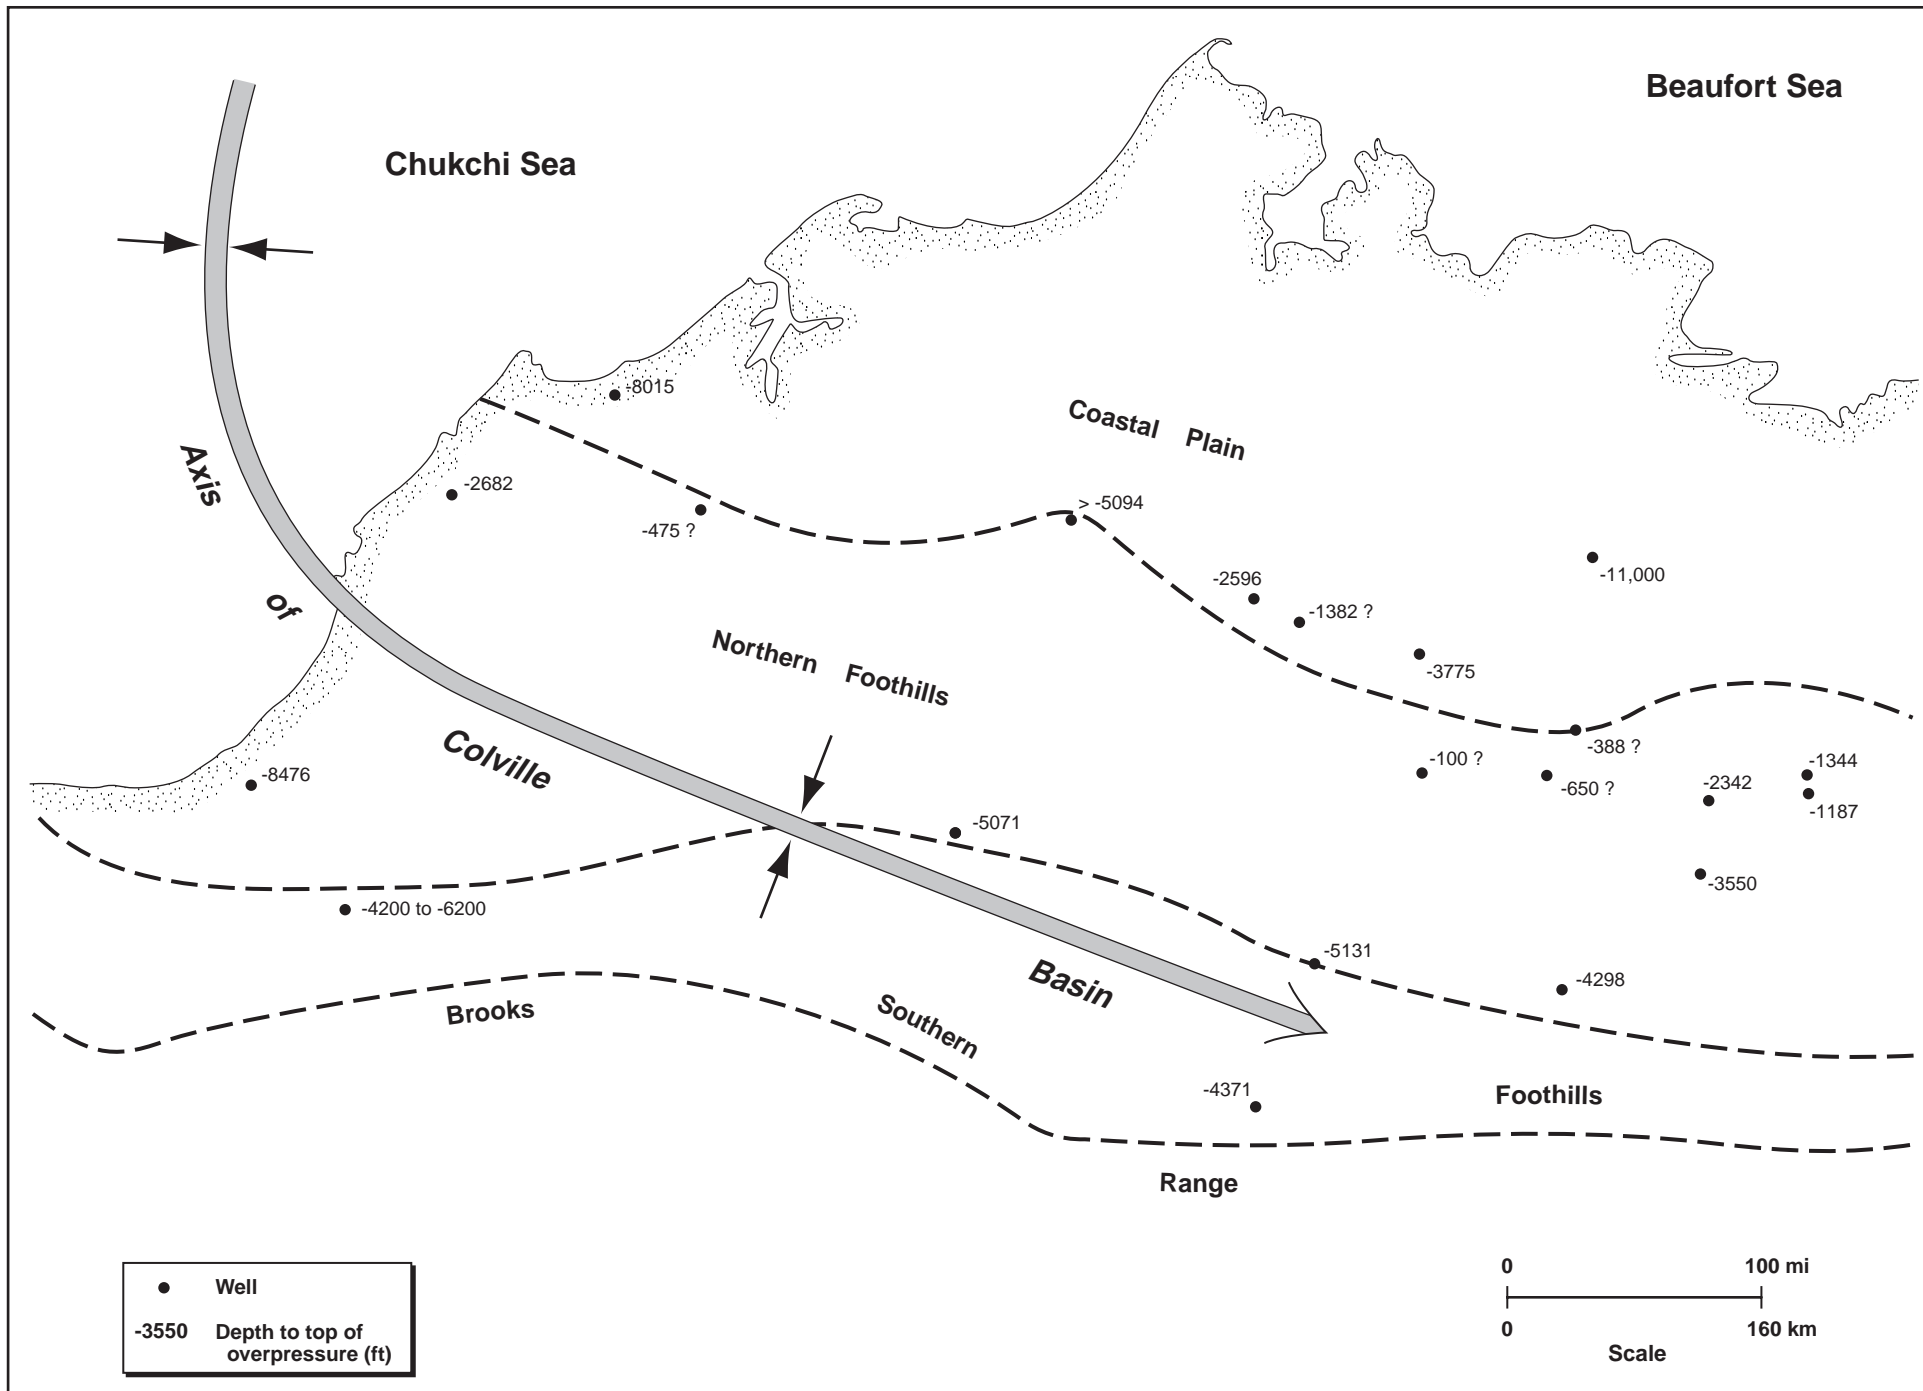 Beaufort Sea
Chukchi Sea
-8015
Coastal Plain
Axis
-2682
-475 ?
> -5094
-11,000
-2596
-1382 ?
of
Northern Foothills
-3775
-388 ?
Colville
-8476
-100 ?
-650 ?
-1344
-2342
-1187
-5071
-3550
-4200 to -6200
-5131
Basin
-4298
Brooks
Southern
-4371
Foothills
Range
Well
-3550 Depth to top of
overpressure (ft)
0 100 mi
0 160 km
Scale